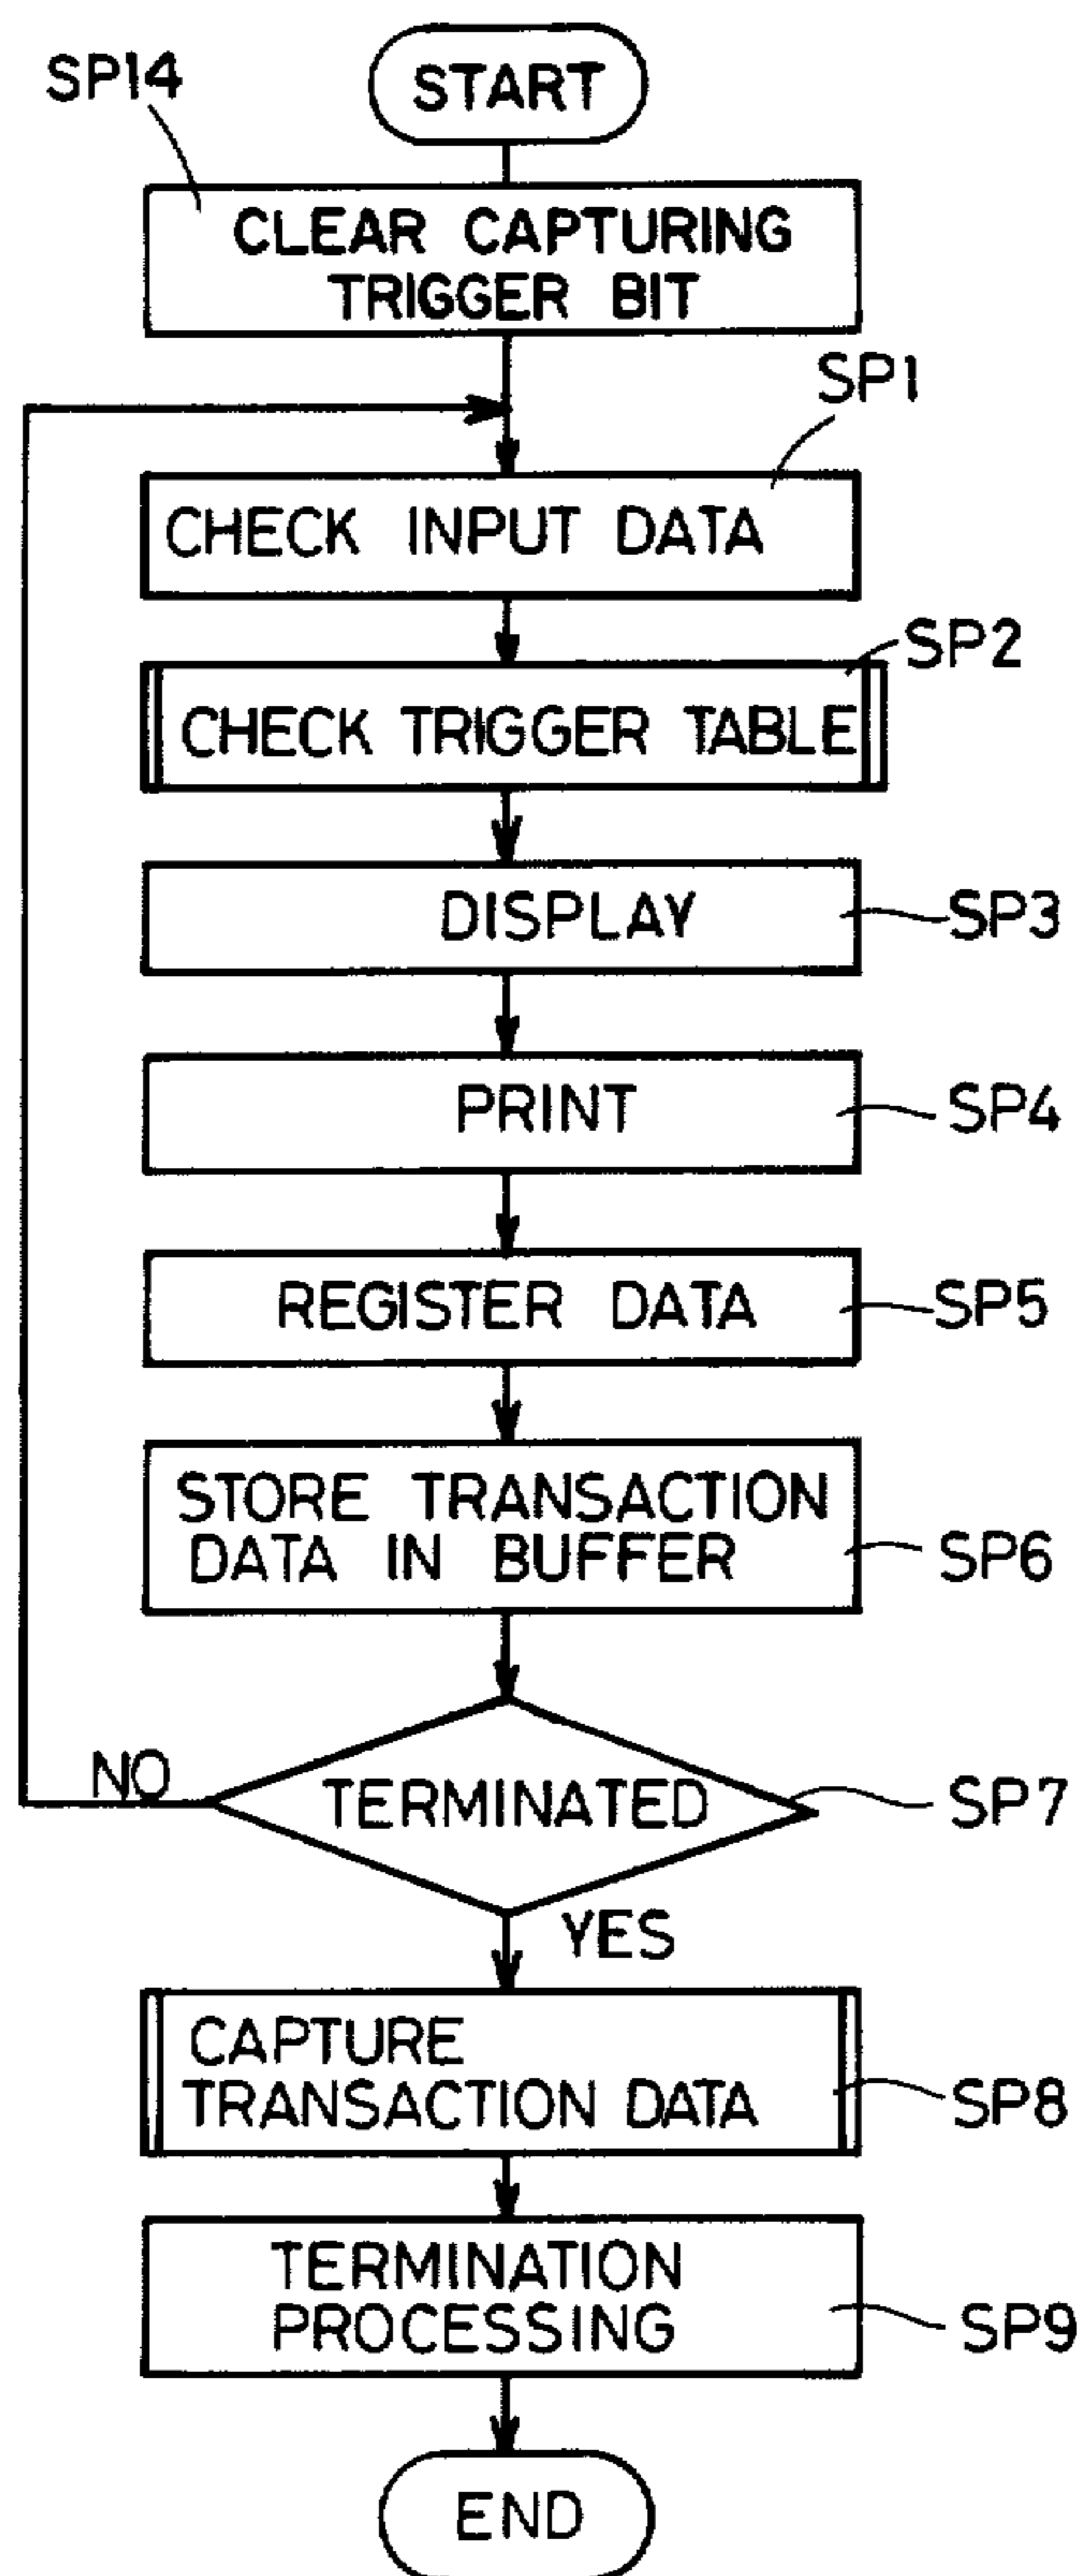 START
SP14
CLEAR CAPTURING
TRIGGER BIT
SP1
CHECK INPUT DATA
SP2
CHECK TRIGGER TABLE
DISPLAY
SP3
PRINT
SP4
REGISTER DATA
SP5
STORE TRANSACTION
DATA IN BUFFER
SP6
NO
TERMINATED
SP7
YES
CAPTURE
TRANSACTION DATA
SP8
TERMINATION
PROCESSING
SP9
END